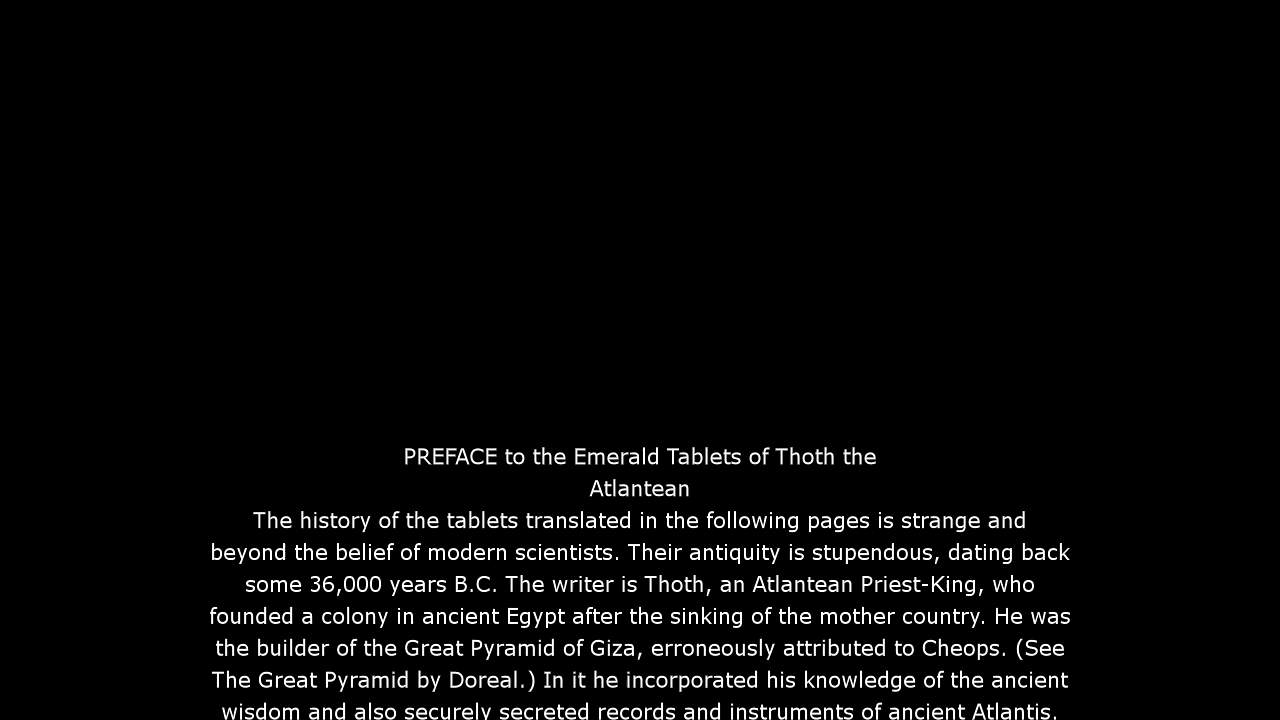 PREFACE to the Emerald Tablets of Thoth the
Atlantean
The history of the tablets translated in the following pages is strange and
beyond the belief of modern scientists. Their antiquity is stupendous, dating back
some 36,000 years B.C. The writer is Thoth, an Atlantean Priest-King, who
founded a colony in ancient Egypt after the sinking of the mother country. He was
the builder of the Great Pyramid of Giza, erroneously attributed to Cheops. (See
The Great Pyramid by Doreal.) In it he incorporated his knowledge of the ancient
wisdom and also securely secreted records and instruments of ancient Atlantis.